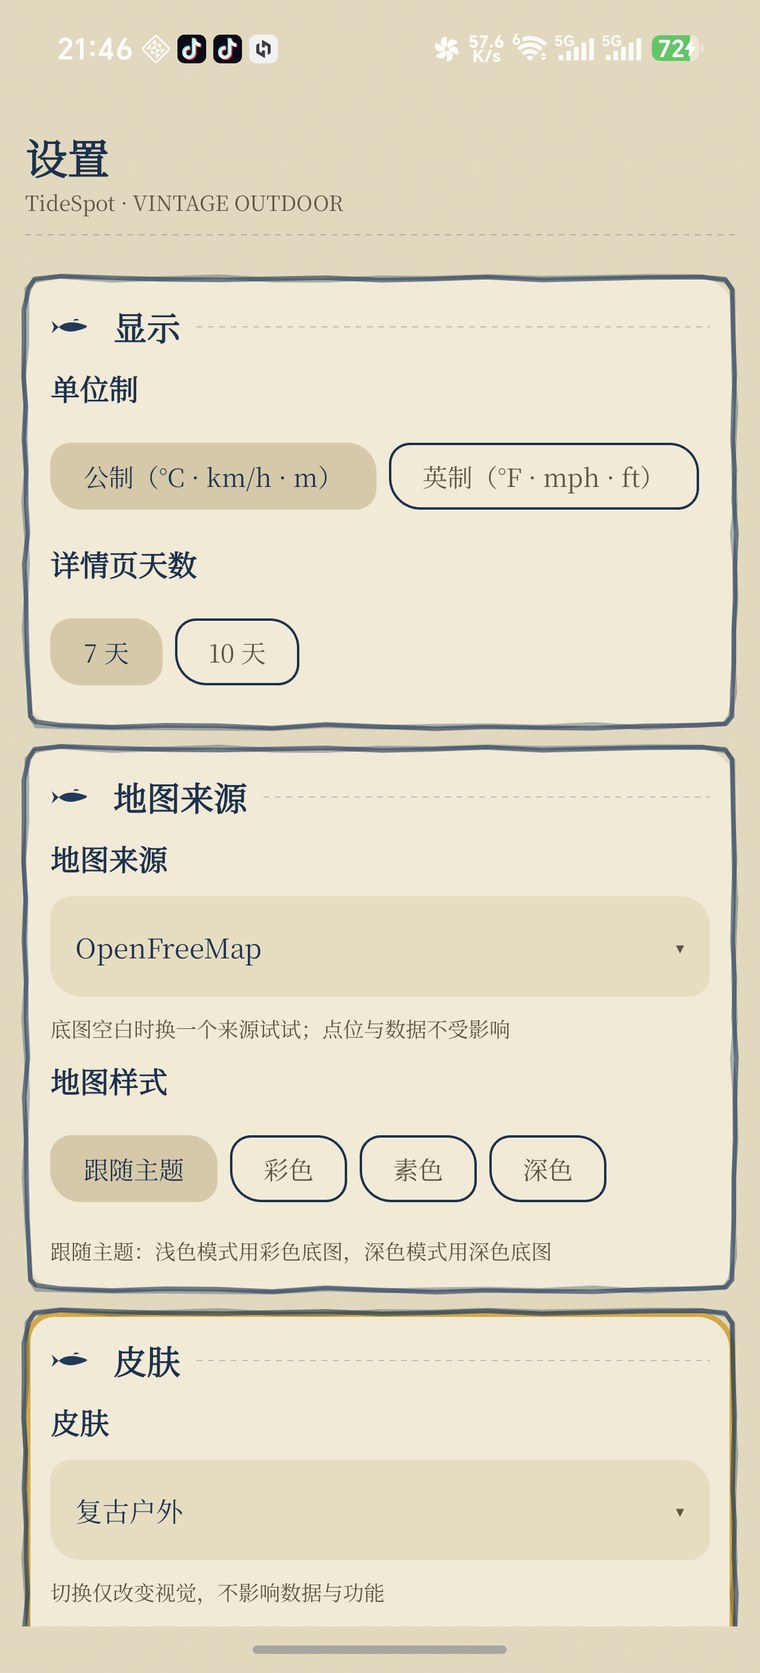 21:46
57.6 K/s
6
5G
5G
72
设置
TideSpot · VINTAGE OUTDOOR
显示
单位制
公制（°C · km/h · m）
英制（°F · mph · ft）
详情页天数
7 天
10 天
地图来源
地图来源
OpenFreeMap
底图空白时换一个来源试试；点位与数据不受影响
地图样式
跟随主题
彩色
素色
深色
跟随主题：浅色模式用彩色底图，深色模式用深色底图
皮肤
皮肤
复古户外
切换仅改变视觉，不影响数据与功能